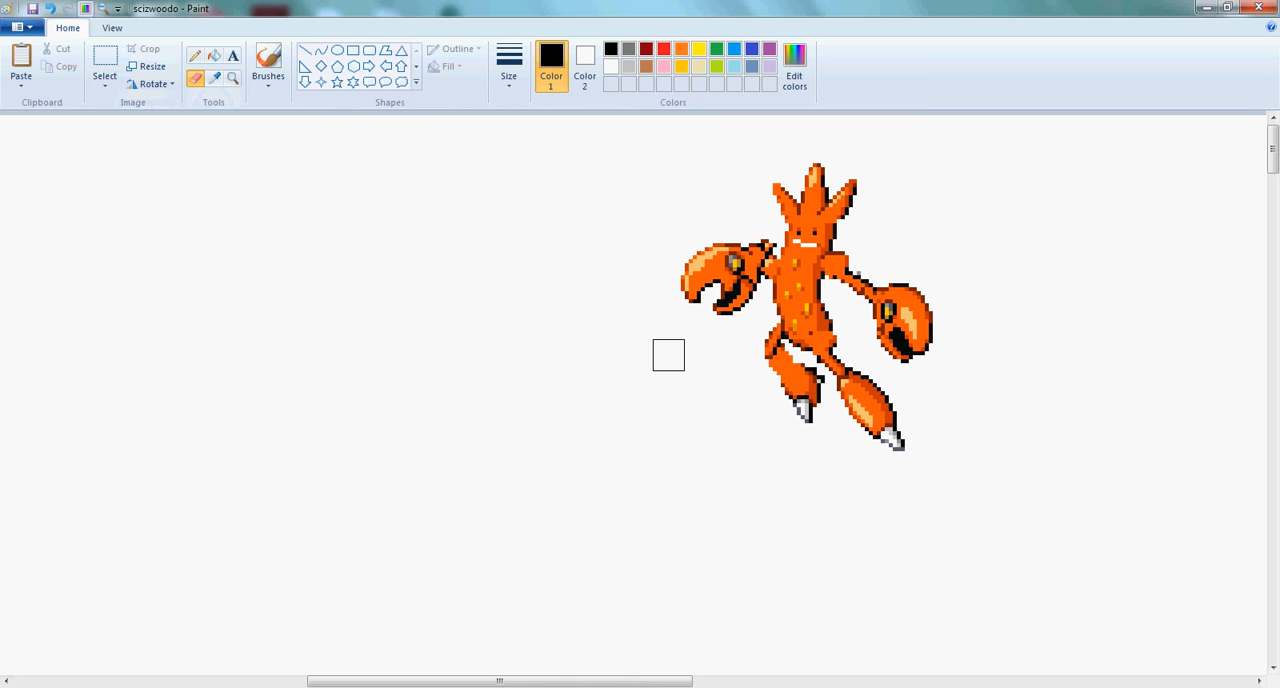 scizwoodo - Paint
Home
View
Paste
Cut
Copy
Clipboard
Select
Crop
Resize
Rotate
Image
A
Tools
Brushes
Shapes
Outline
Fill
Size
Color
1
Color
2
Edit
colors
Colors